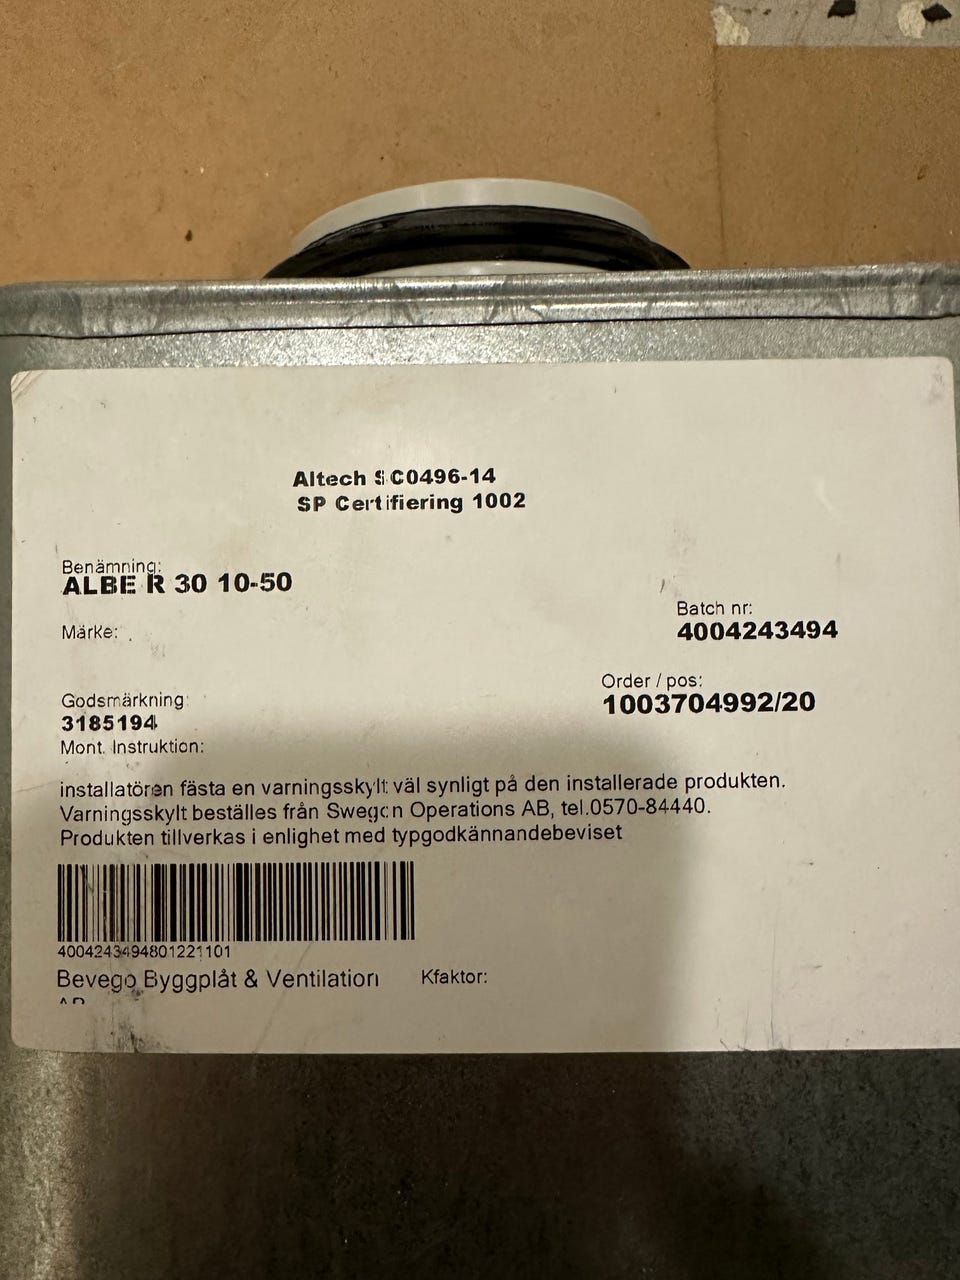 Altech SC0496-14
SP Certifiering 1002
Benämning:
ALBE R 30 10-50
Batch nr:
4004243494
Märke:
Order / pos:
1003704992/20
Godsmärkning:
3185194
Mont. Instruktion:
installatören fästa en varningsskylt väl synligt på den installerade produkten.
Varningsskylt beställes från Swegon Operations AB, tel.0570-84440.
Produkten tillverkas i enlighet med typgodkännandebeviset
4004243494801221101
Bevego Byggplåt & Ventilation
Kfaktor:
AB